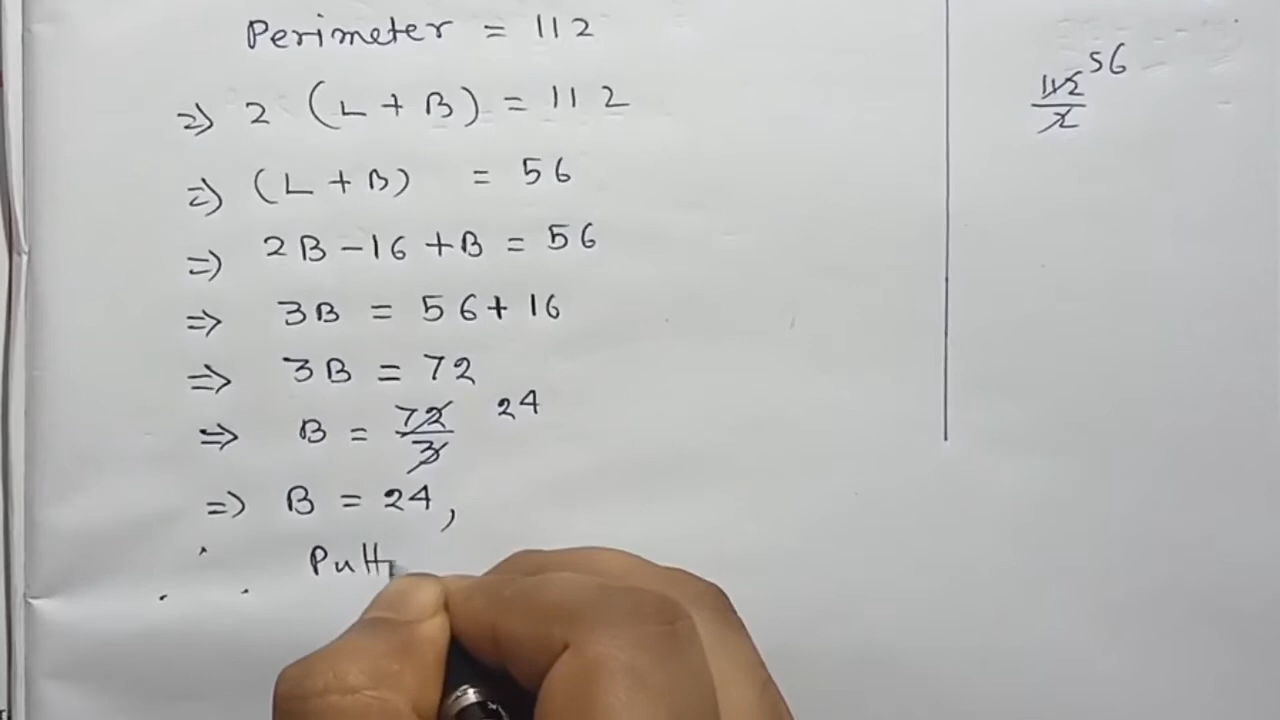 Perimeter = 112
⇒ 2 (L + B) = 112
⇒ (L + B) = 56
⇒ 2B - 16 + B = 56
⇒ 3B = 56 + 16
⇒ 3B = 72
⇒ B = 72/3 24
⇒ B = 24,
∴ Putt
112/2 56